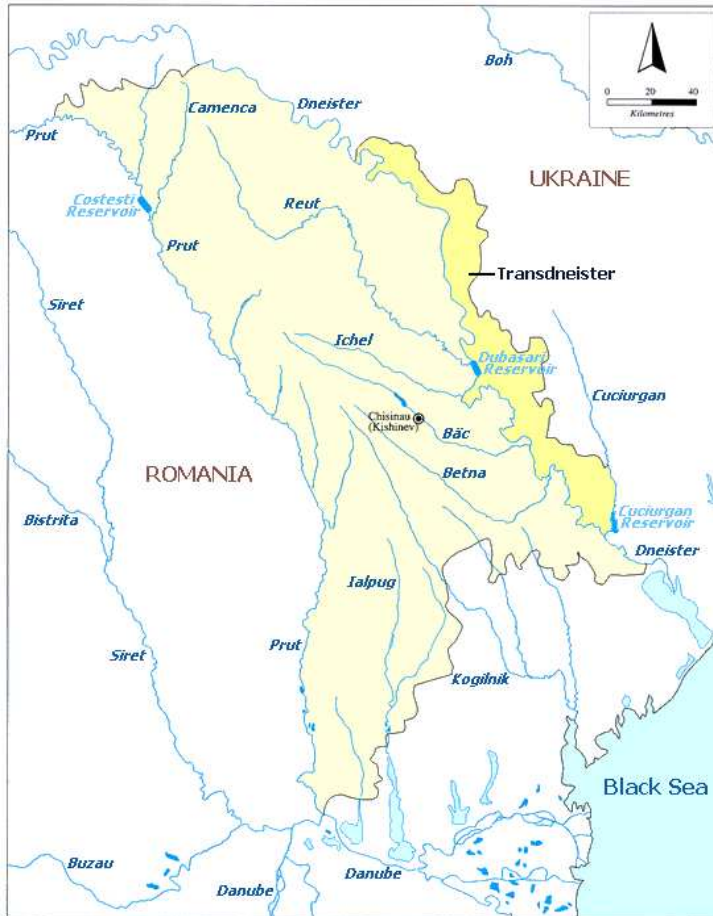 Boh
0 20 40
Kilometres
Camenca
Dneister
Prut
UKRAINE
Costesti
Reservoir
Reut
Prut
Transdneister
Siret
Ichel
Dubasari
Reservoir
Cuciurgan
Chisinau
(Kishinev)
Bäc
ROMANIA
Betna
Bistrita
Cuciurgan
Reservoir
Dneister
Ialpug
Prut
Siret
Kogilnik
Black Sea
Buzau
Danube
Danube